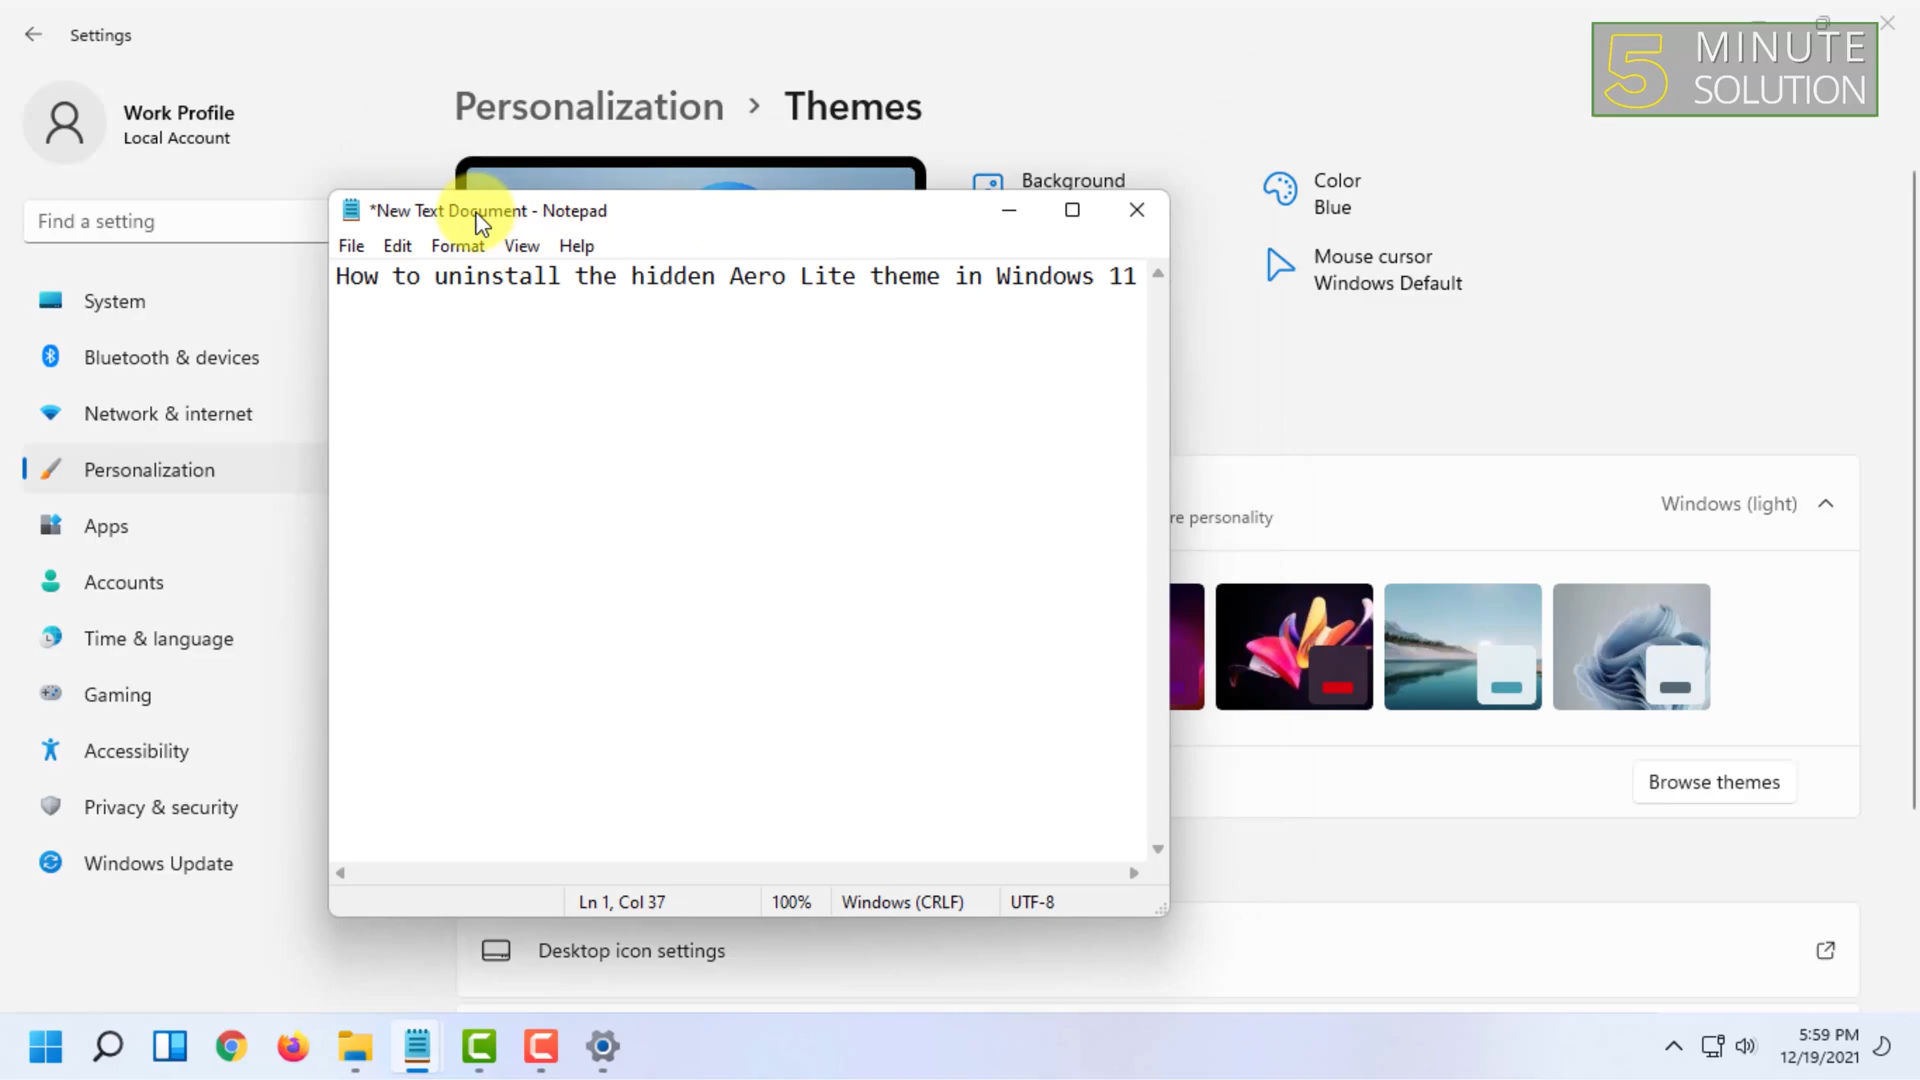 Settings
5 MINUTE
SOLUTION
Work Profile
Local Account
Personalization > Themes
Find a setting
Background
Color
Blue
Mouse cursor
Windows Default
*New Text Document - Notepad
File Edit Format View Help
How to uninstall the hidden Aero Lite theme in Windows 11
System
Bluetooth & devices
Network & internet
Personalization
Apps
Accounts
Time & language
Gaming
Accessibility
Privacy & security
Windows Update
re personality
Windows (light)
Browse themes
Ln 1, Col 37 100% Windows (CRLF) UTF-8
Desktop icon settings
5:59 PM
12/19/2021